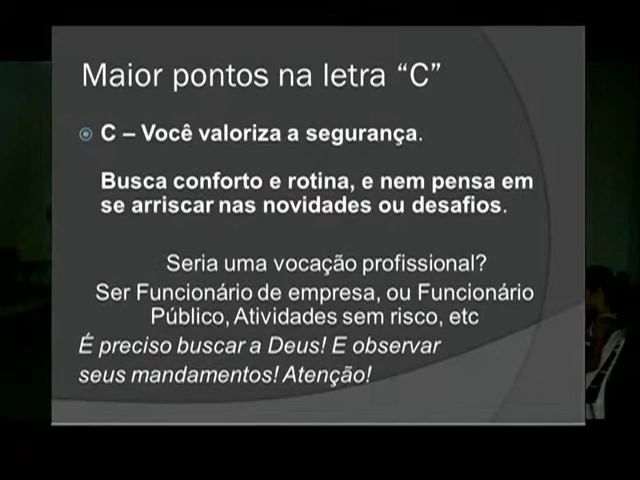 Maior pontos na letra “C”
C – Você valoriza a segurança.
Busca conforto e rotina, e nem pensa em
se arriscar nas novidades ou desafios.
Seria uma vocação profissional?
Ser Funcionário de empresa, ou Funcionário
Público, Atividades sem risco, etc
É preciso buscar a Deus! E observar
seus mandamentos! Atenção!